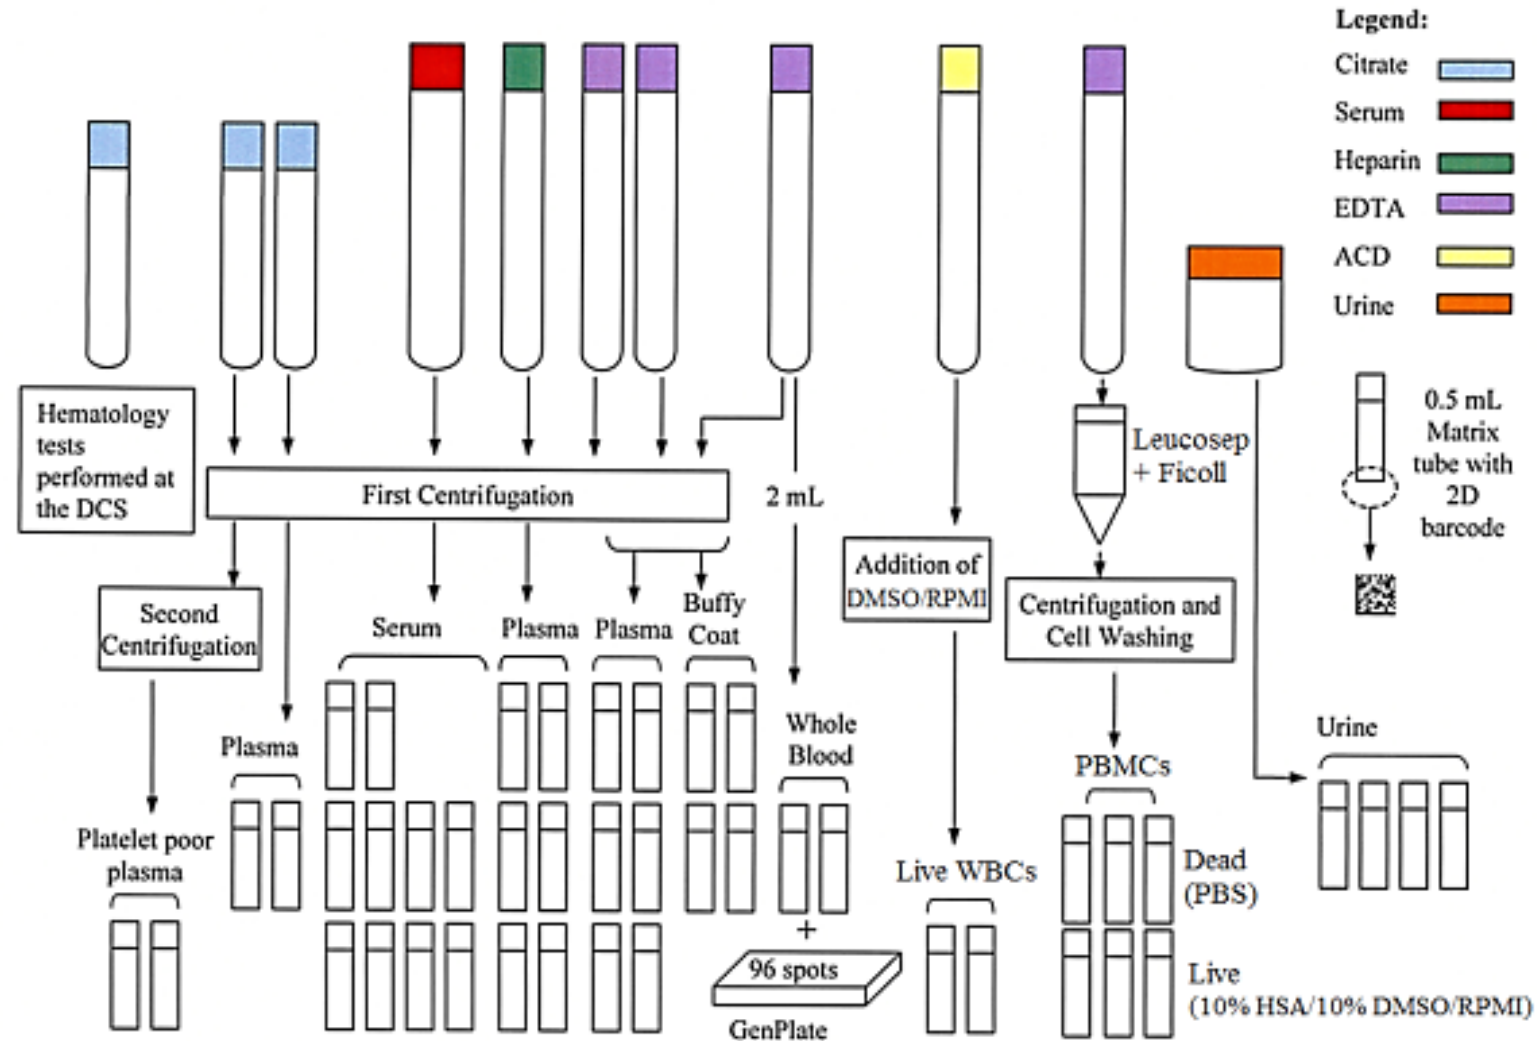 Legend:
Citrate
Serum
Heparin
EDTA
ACD
Urine
0.5 mL
Matrix
tube with
2D
barcode
Hematology
tests
performed at
the DCS
First Centrifugation
2 mL
Leucosep
+ Ficoll
Addition of
DMSO/RPMI
Centrifugation and
Cell Washing
Second
Centrifugation
Serum
Plasma
Plasma
Buffy
Coat
Plasma
Whole
Blood
PBMCs
Urine
Platelet poor
plasma
Live WBCs
Dead
(PBS)
+
96 spots
GenPlate
Live
(10% HSA/10% DMSO/RPMI)